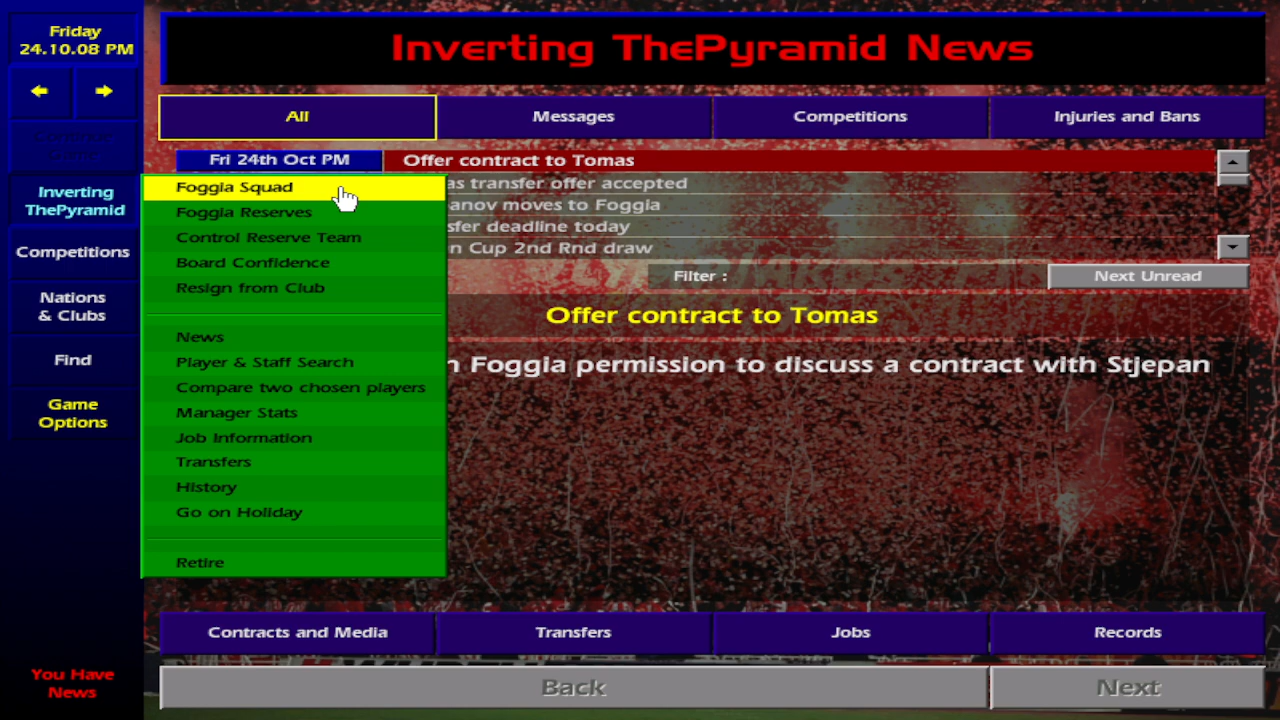 Friday
24.10.08 PM
Continue
Game
Inverting
ThePyramid
Competitions
Nations
& Clubs
Find
Game
Options
You Have
News
Inverting ThePyramid News
All
Messages
Competitions
Injuries and Bans
Fri 24th Oct PM
Offer contract to Tomas
as transfer offer accepted
anov moves to Foggia
sfer deadline today
n Cup 2nd Rnd draw
Filter :
Next Unread
Offer contract to Tomas
n Foggia permission to discuss a contract with Stjepan
Foggia Squad
Foggia Reserves
Control Reserve Team
Board Confidence
Resign from Club
News
Player & Staff Search
Compare two chosen players
Manager Stats
Job Information
Transfers
History
Go on Holiday
Retire
Contracts and Media
Transfers
Jobs
Records
Back
Next